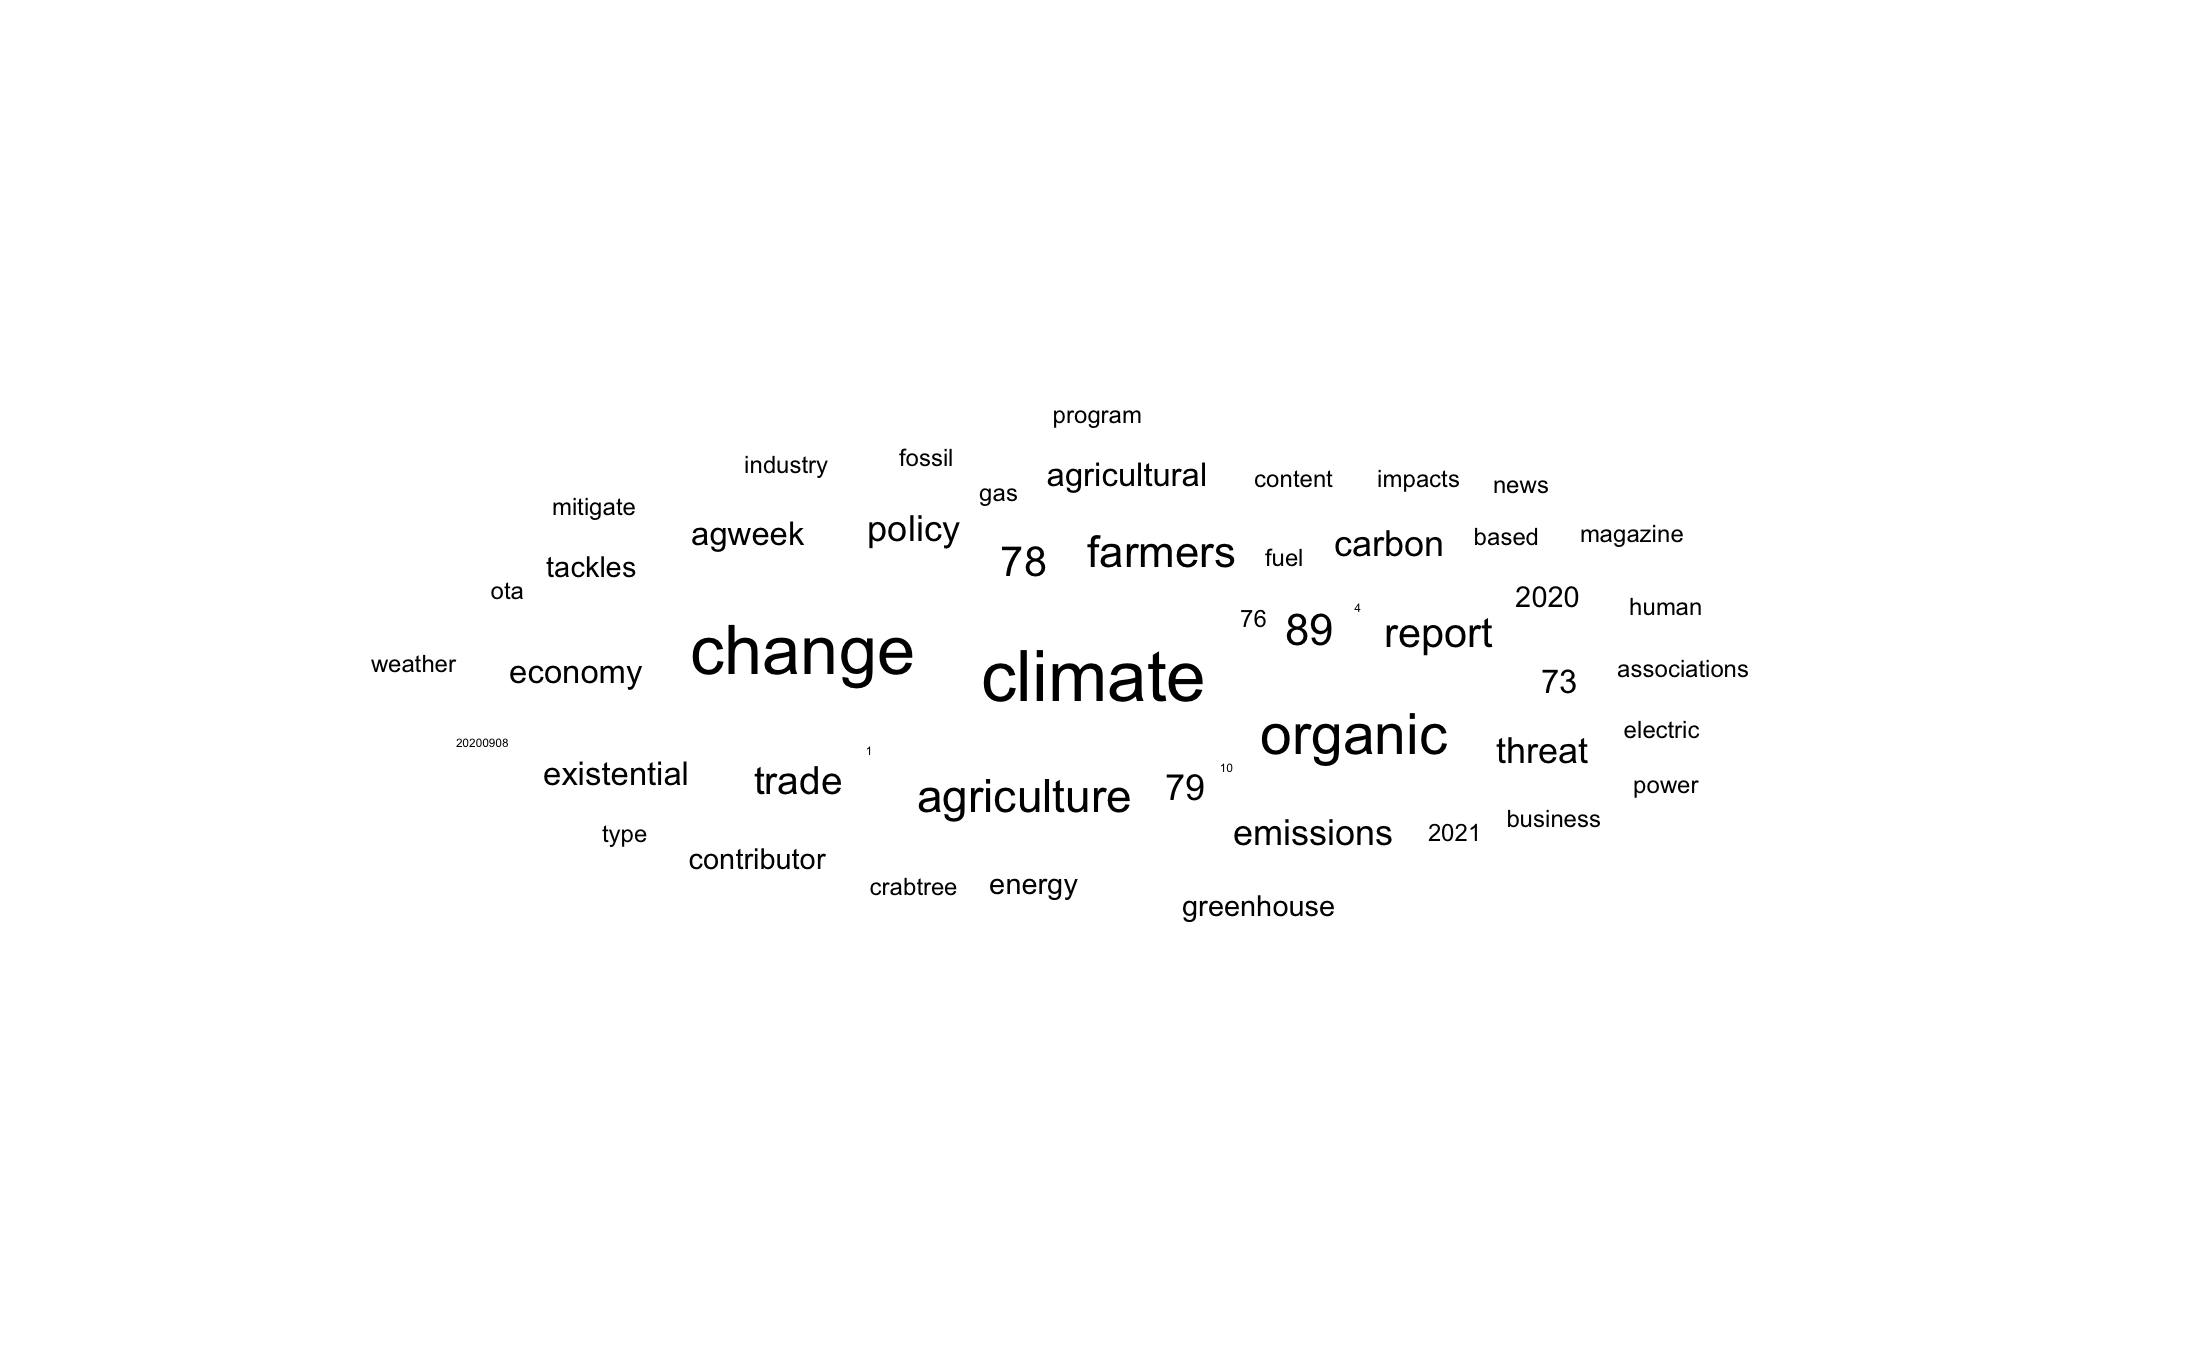 program
industry
fossil
agricultural
gas
content
impacts
news
mitigate
agweek
policy
78
farmers
fuel
carbon
based
magazine
tackles
ota
76
89
4
report
2020
human
weather
economy
change
climate
73
associations
20200908
existential
trade
1
agriculture
79
10
organic
threat
electric
power
type
contributor
emissions
2021
business
crabtree
energy
greenhouse